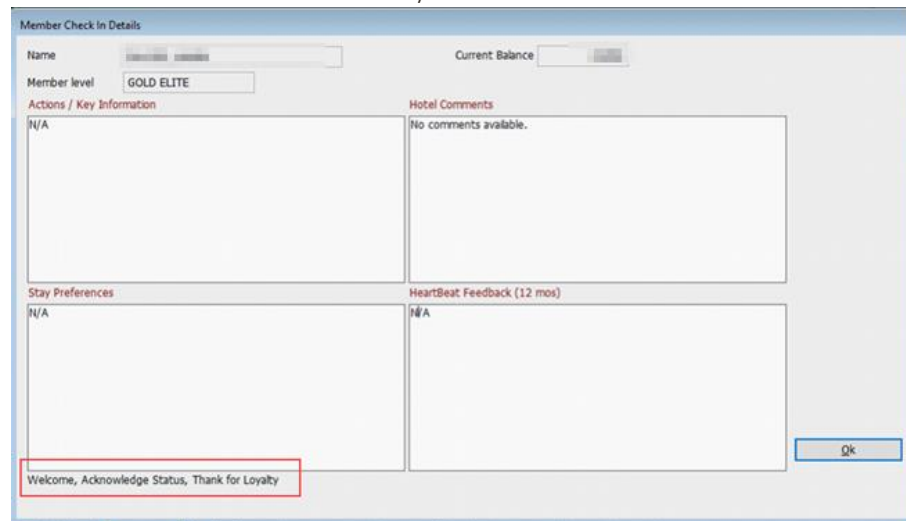 Member Check In Details
Name
Current Balance
Member level GOLD ELITE
Actions / Key Information
Hotel Comments
N/A
No comments available.
Stay Preferences
HeartBeat Feedback (12 mos)
N/A
N/A
Ok
Welcome, Acknowledge Status, Thank for Loyalty